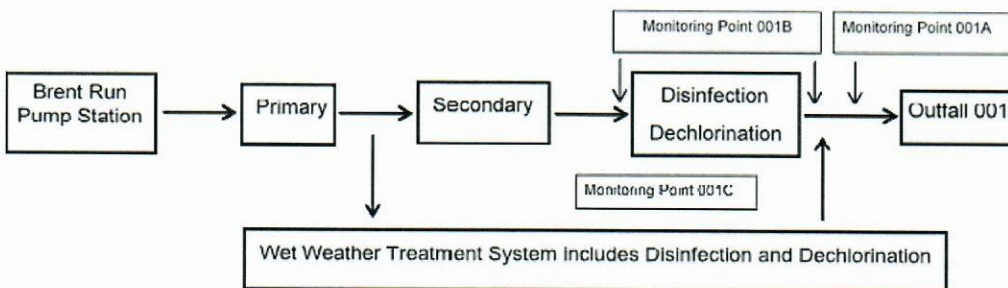 Monitoring Point 001B
Monitoring Point 001A
Brent Run
Pump Station
Primary
Secondary
Disinfection
Dechlorination
Outfall 001
Monitoring Point 001C
Wet Weather Treatment System Includes Disinfection and Dechlorination